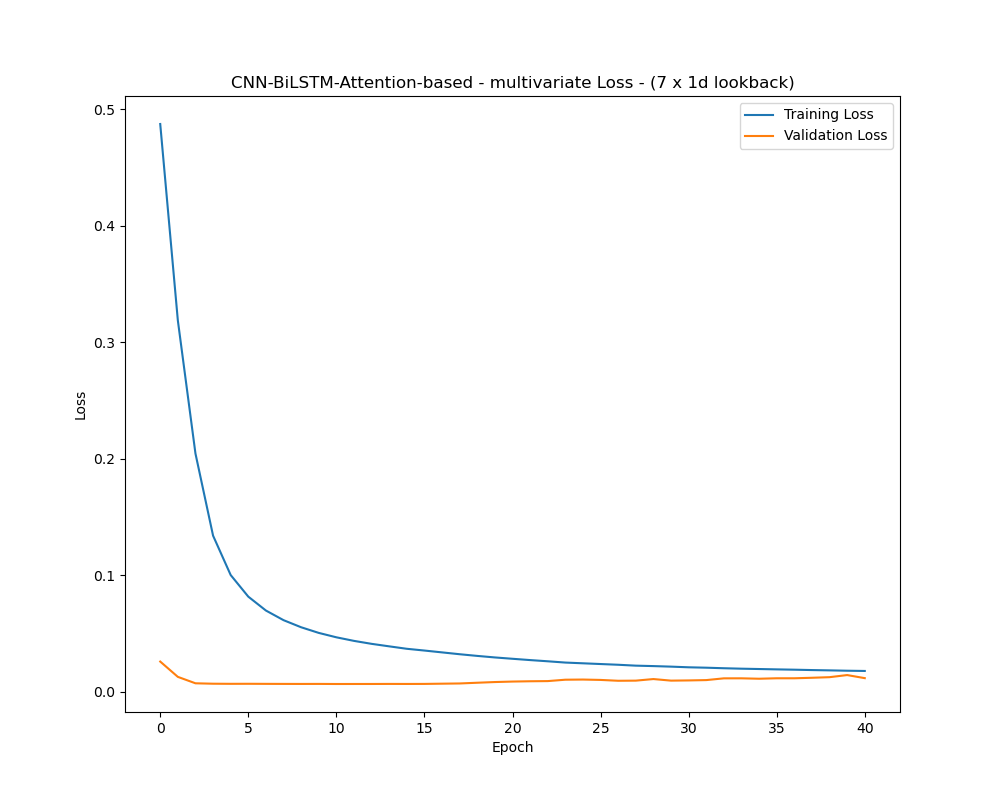 CNN-BiLSTM-Attention-based - multivariate Loss - (7 x 1d lookback)
Training Loss
Validation Loss
0.5
0.4
0.3
0.2
0.1
0.0
Loss
0 5 10 15 20 25 30 35 40
Epoch